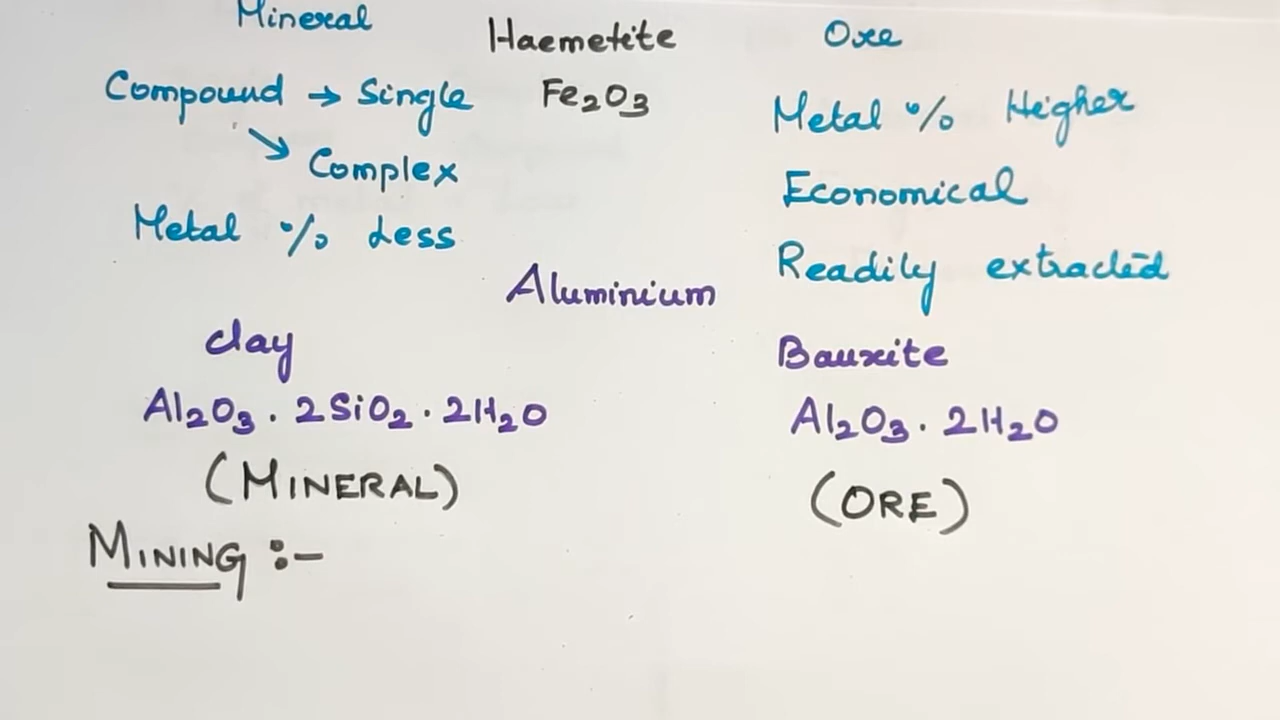 Mineral Haemetite Ore
Compound → Single Fe₂O₃ Metal % Higher
Complex Economical
Metal % Less Readily extracted
Aluminium
Clay Bauxite
Al₂O₃ . 2SiO₂ . 2H₂O Al₂O₃ . 2H₂O
(MINERAL) (ORE)
MINING :-